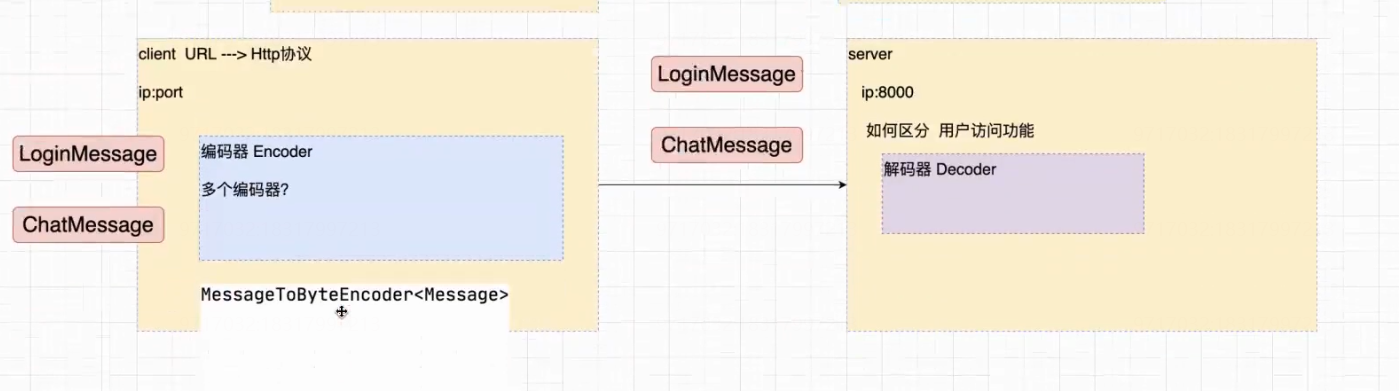 client  URL ---> Http协议
ip:port
LoginMessage
ChatMessage
编码器 Encoder
多个编码器?
MessageToByteEncoder<Message>
LoginMessage
ChatMessage
server
ip:8000
如何区分  用户访问功能
解码器 Decoder